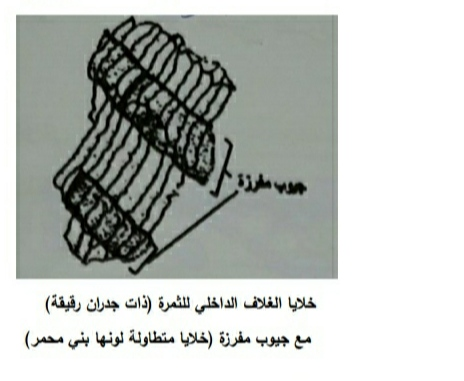 جيوب مفرزة
خلايا الغلاف الداخلي للثمرة (ذات جدران رقيقة)
مع جيوب مفرزة (خلايا متطاولة لونها بني محمر)